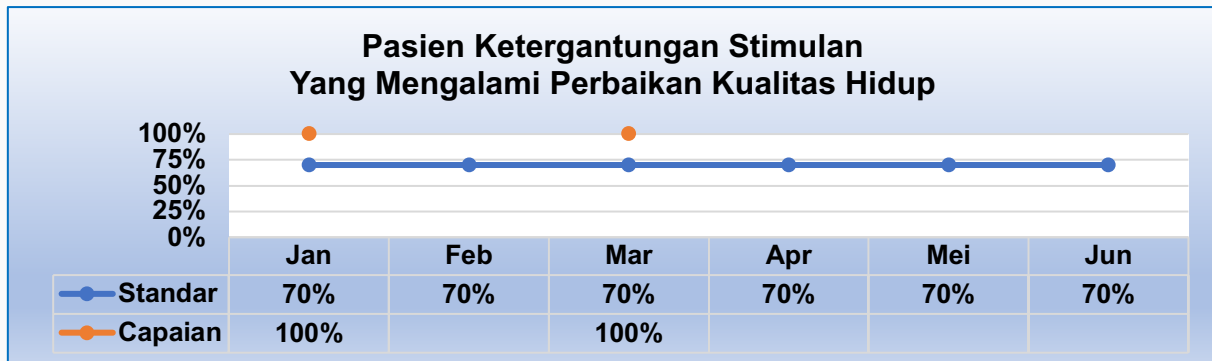 Pasien Ketergantungan Stimulan
Yang Mengalami Perbaikan Kualitas Hidup
100%
75%
50%
25%
0%
Jan Feb Mar Apr Mei Jun
Standar 70% 70% 70% 70% 70% 70%
Capaian 100% 100%